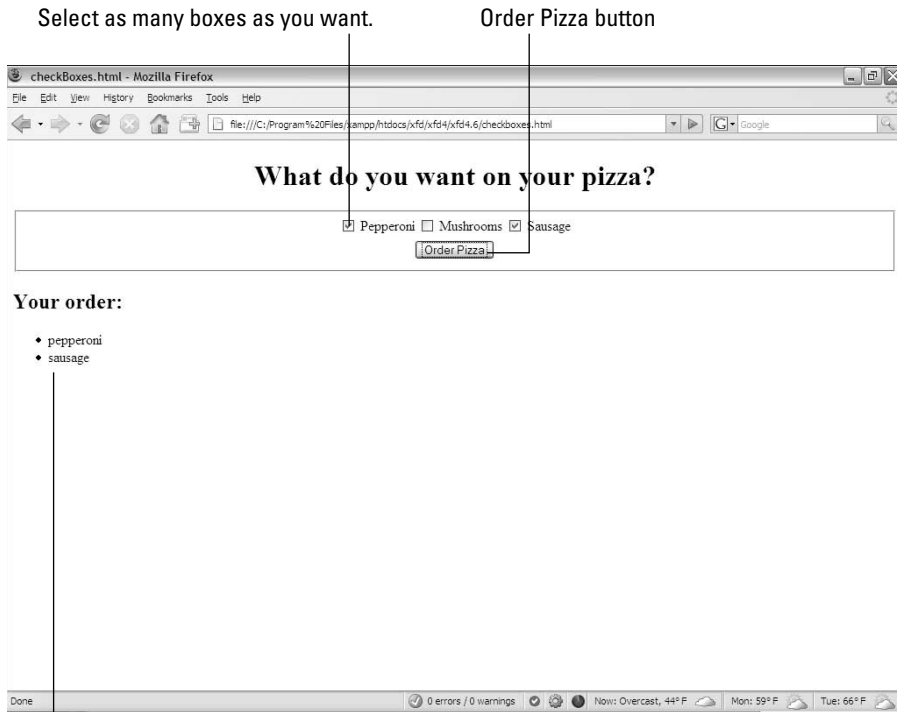 Select as many boxes as you want. Order Pizza button
checkBoxes.html - Mozilla Firefox
File Edit View History Bookmarks Tools Help
file:///C:/Program%20Files/xampp/htdocs/xfd/xfd4/xfd4.6/checkboxes.html G Google
What do you want on your pizza?
Pepperoni Mushrooms Sausage
Order Pizza
Your order:
• pepperoni
• sausage
Done 0 errors / 0 warnings Now: Overcast, 44° F Mon: 59° F Tue: 66° F